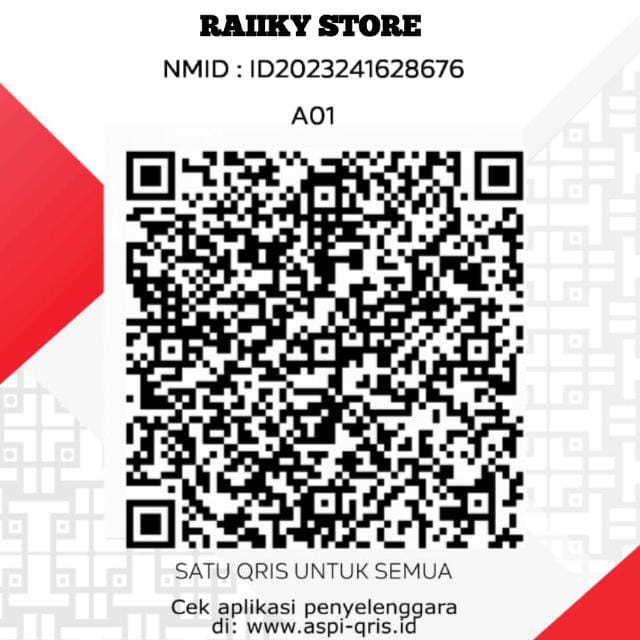 RAIIKY STORE
NMID : ID2023241628676
A01
SATU QRIS UNTUK SEMUA
Cek aplikasi penyelenggara
di: www.aspi-qris.id